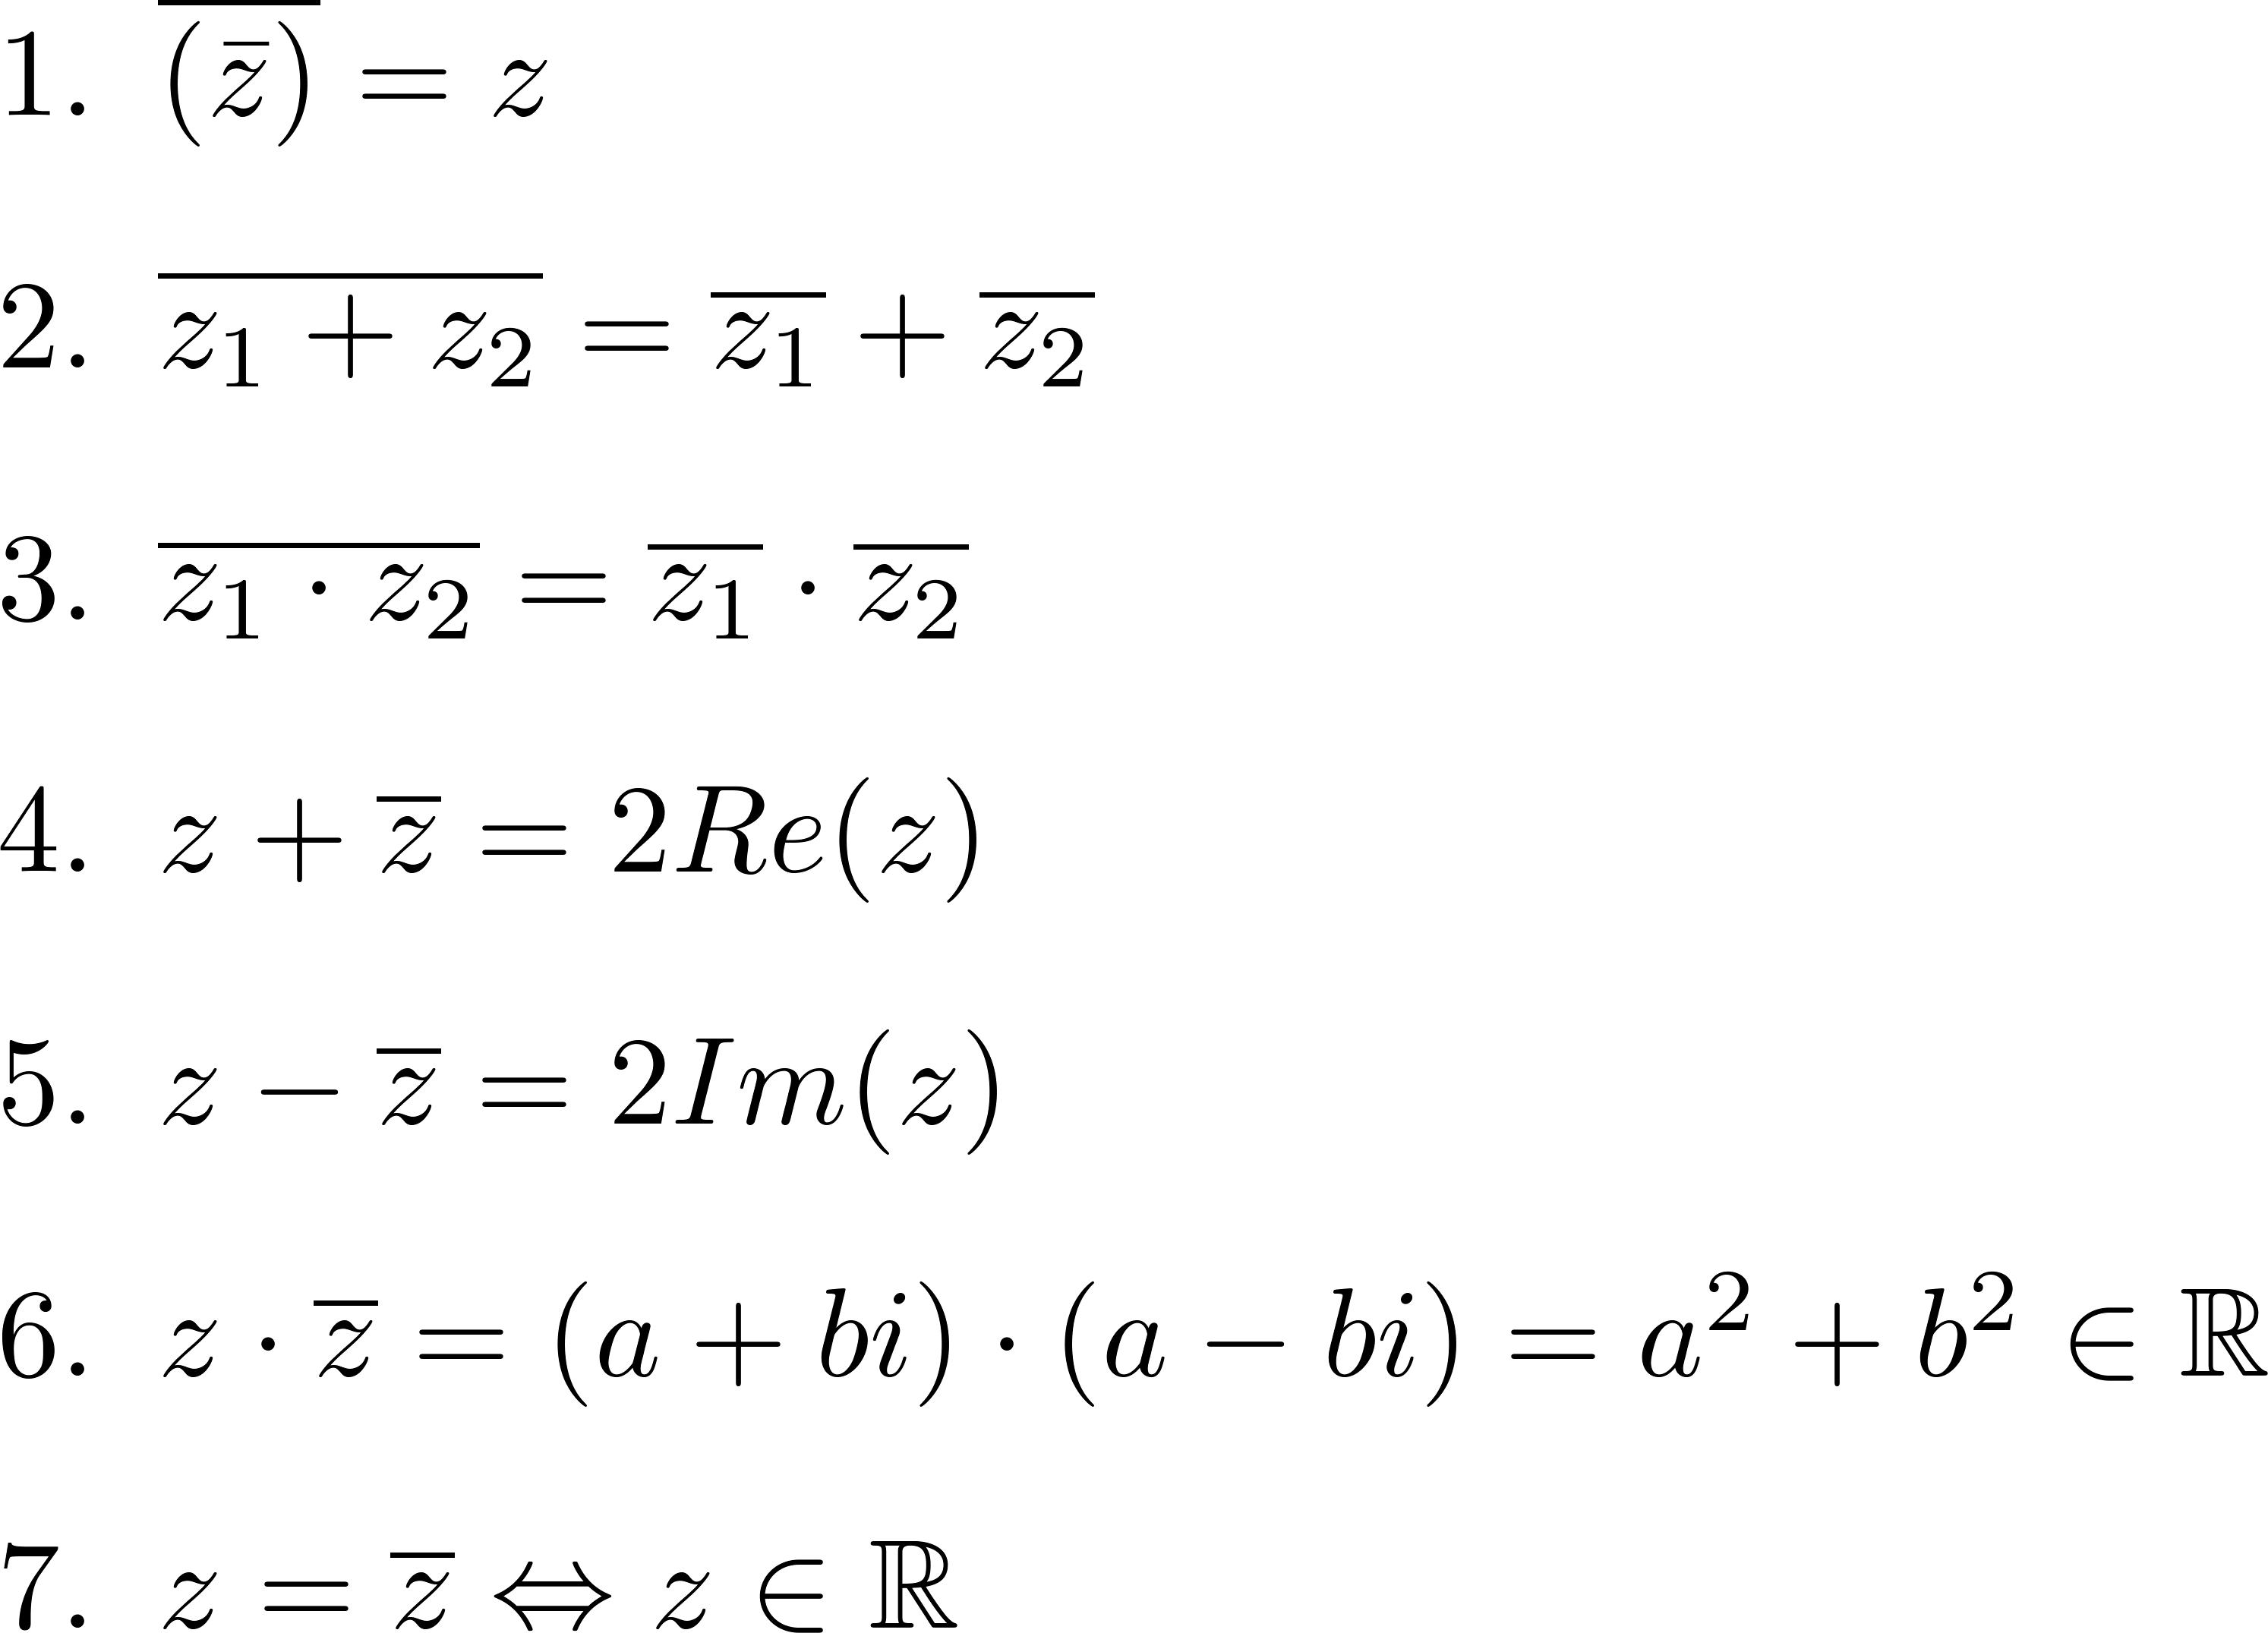 1. $\overline{(\overline{z})} = z$
2. $\overline{z_1 + z_2} = \overline{z_1} + \overline{z_2}$
3. $\overline{z_1 \cdot z_2} = \overline{z_1} \cdot \overline{z_2}$
4. $z + \overline{z} = 2Re(z)$
5. $z - \overline{z} = 2Im(z)$
6. $z \cdot \overline{z} = (a + bi) \cdot (a - bi) = a^2 + b^2 \in \mathbb{R}$
7. $z = \overline{z} \Leftrightarrow z \in \mathbb{R}$